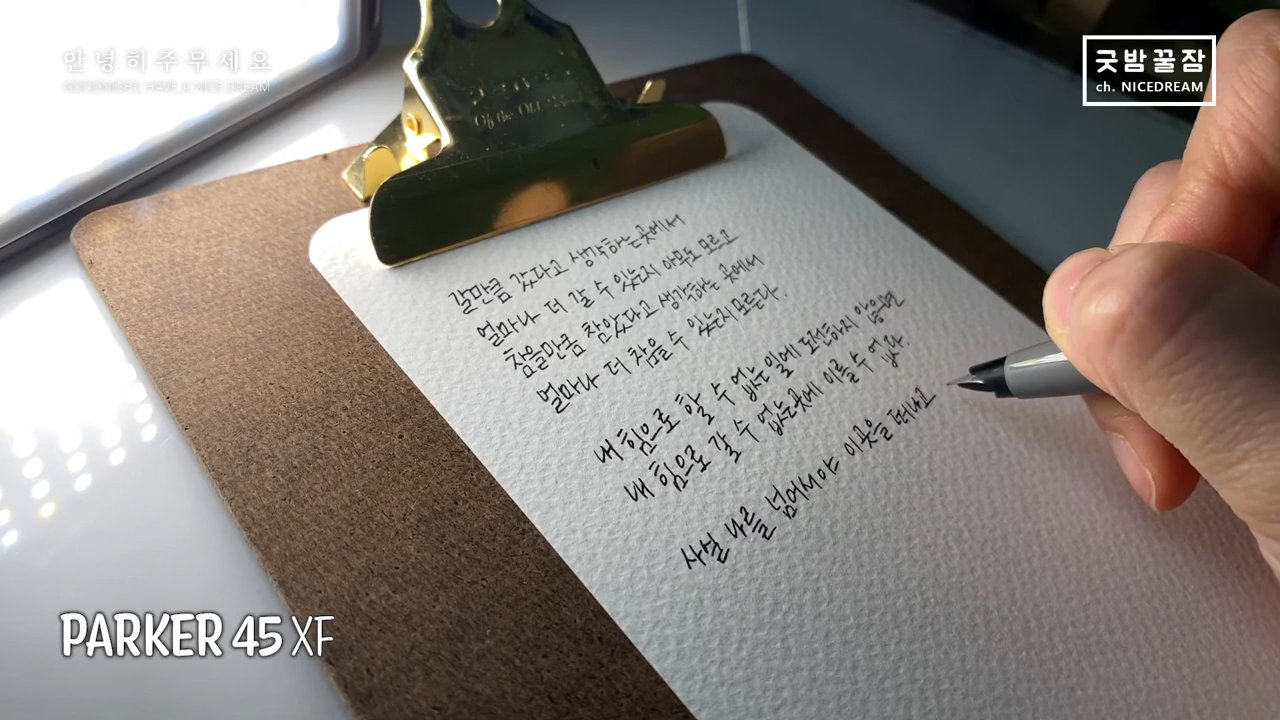 안녕히주무세요
GOODNIGHT, HAVE A NICE DREAM
굿밤꿀잠
ch. NICEDREAM
갈만큼 갔다고 생각하는 곳에서
얼마나 더 갈 수 있는지 아무도 모르고
참을만큼 참았다고 생각하는 곳에서
얼마나 더 참을 수 있는지 모른다.
내 힘으로 할 수 없는 일에 도전하지 않으면
내 힘으로 갈 수 없는 곳에 이를 수 없다.
사실 나를 넘어서야 이곳을 떠나고
PARKER 45 XF